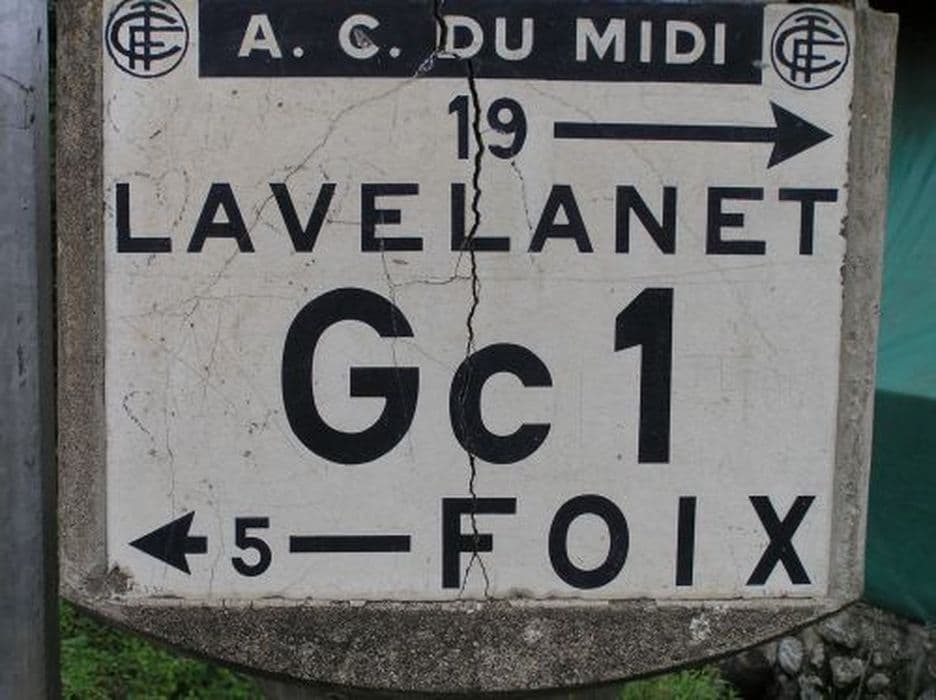 A. C. DU MIDI
19
LAVELANET
Gc 1
5 FOIX